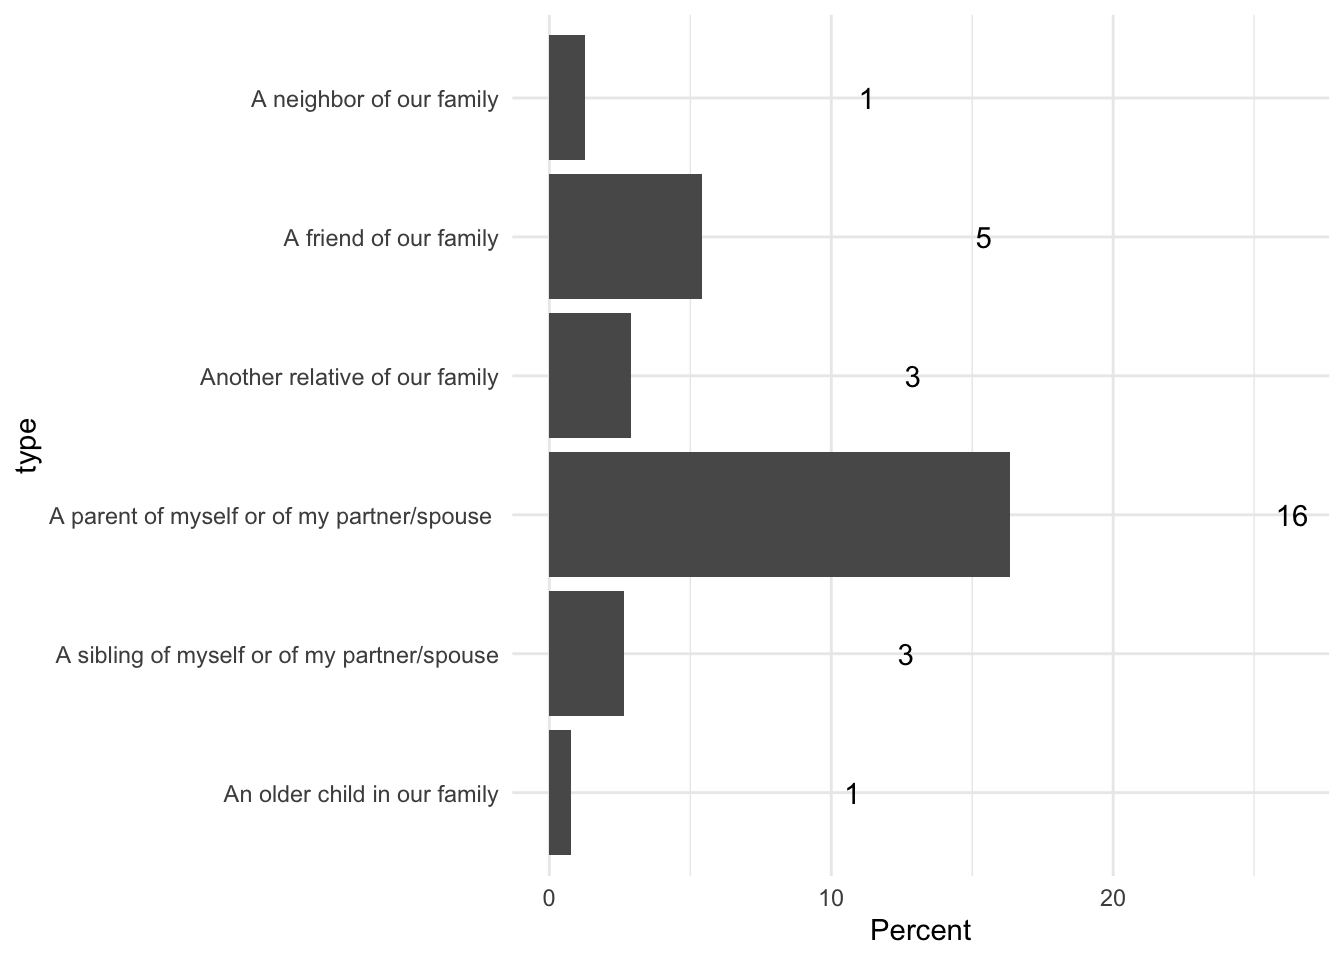 A neighbor of our family 1
A friend of our family 5
Another relative of our family 3
type
A parent of myself or of my partner/spouse 16
A sibling of myself or of my partner/spouse 3
An older child in our family 1
0 10 20
Percent